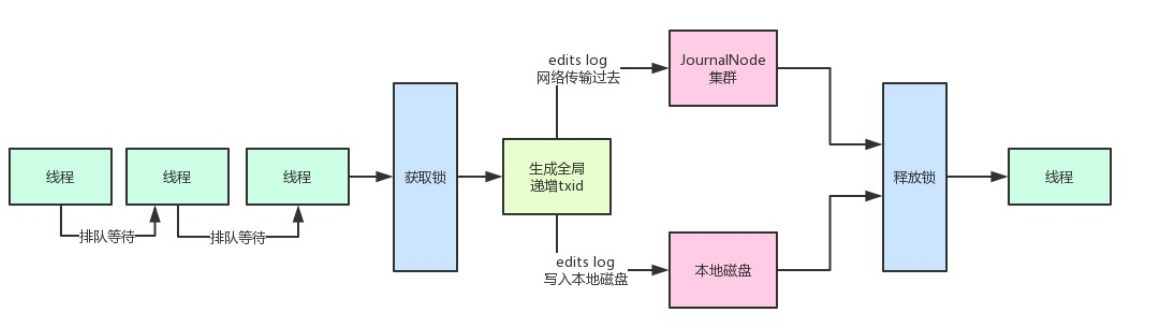 线程
排队等待
线程
排队等待
线程
获取锁
生成全局
递增txid
edits log
网络传输过去
JournalNode
集群
edits log
写入本地磁盘
本地磁盘
释放锁
线程